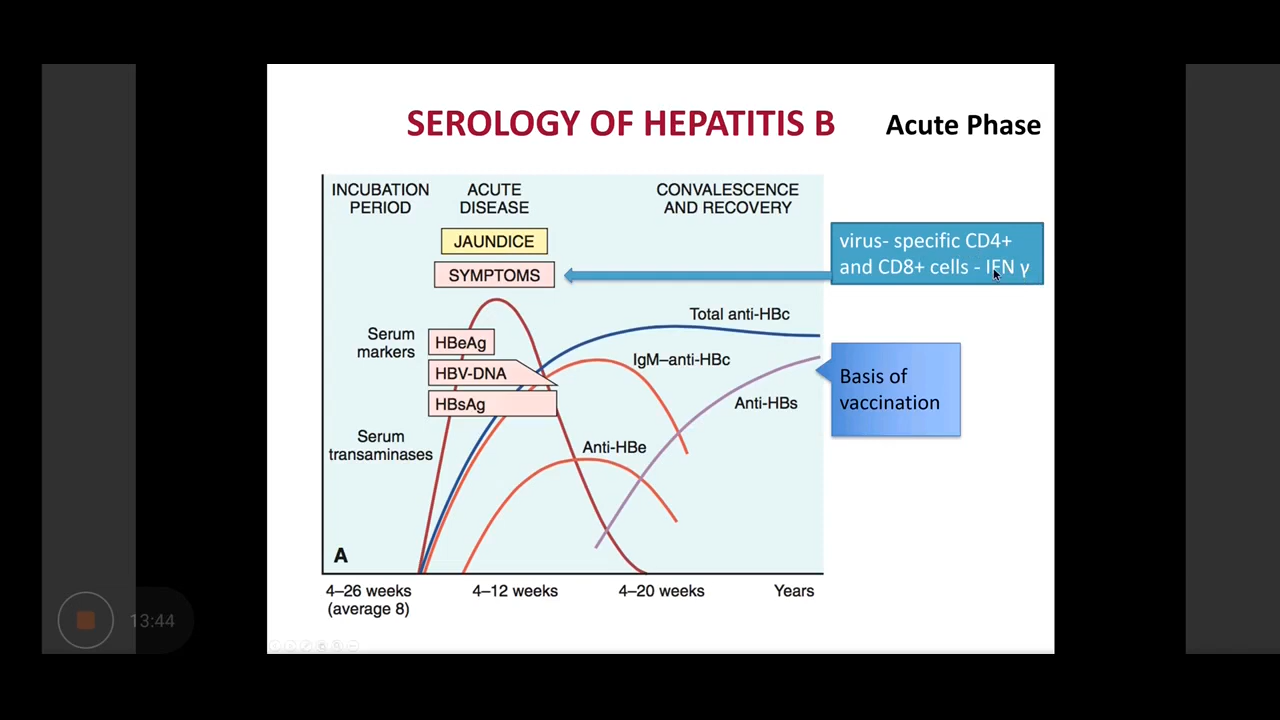 SEROLOGY OF HEPATITIS B
Acute Phase
INCUBATION
PERIOD
ACUTE
DISEASE
CONVALESCENCE
AND RECOVERY
JAUNDICE
SYMPTOMS
virus- specific CD4+
and CD8+ cells - IFN γ
Total anti-HBc
Serum
markers
HBeAg
IgM–anti-HBc
HBV-DNA
HBsAg
Anti-HBs
Basis of
vaccination
Serum
transaminases
Anti-HBe
A
4–26 weeks
(average 8)
4–12 weeks
4–20 weeks
Years
13:44